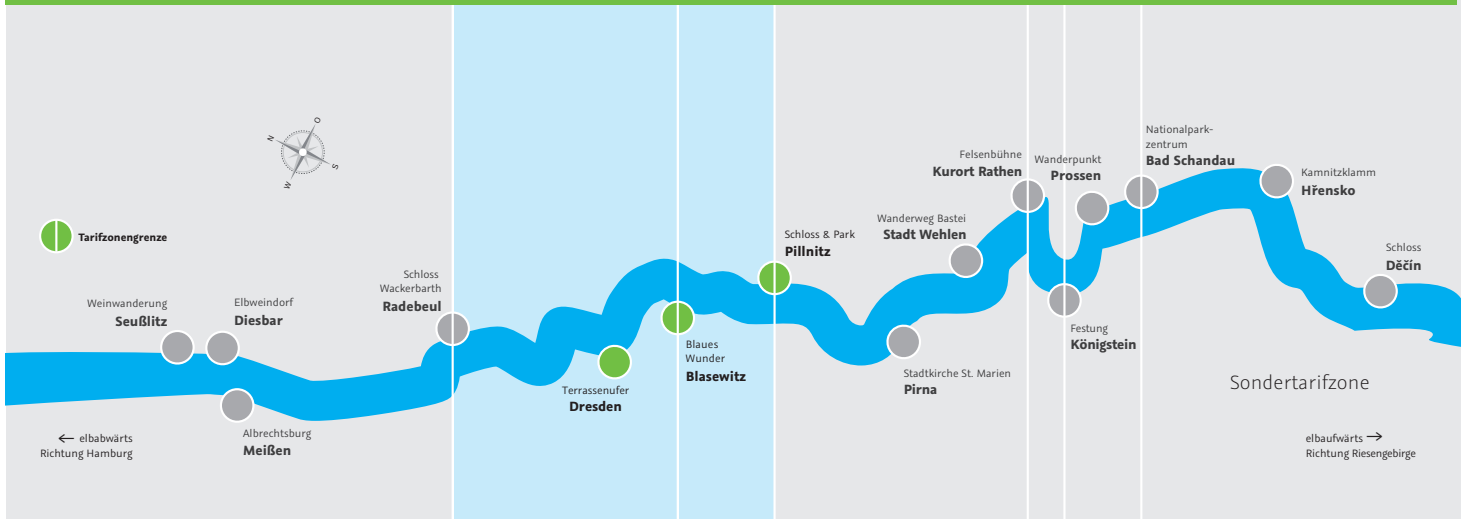 O
N
S
W
Tarifzonengrenze
Weinwanderung
Seußlitz
Elbweindorf
Diesbar
Albrechtsburg
Meißen
← elbabwärts
Richtung Hamburg
Schloss
Wackerbarth
Radebeul
Terrassenufer
Dresden
Blaues
Wunder
Blasewitz
Schloss & Park
Pillnitz
Stadtkirche St. Marien
Pirna
Wanderweg Bastei
Stadt Wehlen
Felsenbühne
Kurort Rathen
Festung
Königstein
Wanderpunkt
Prossen
Nationalpark-
zentrum
Bad Schandau
Kamnitzklamm
Hřensko
Schloss
Děčín
Sondertarifzone
elbaufwärts →
Richtung Riesengebirge